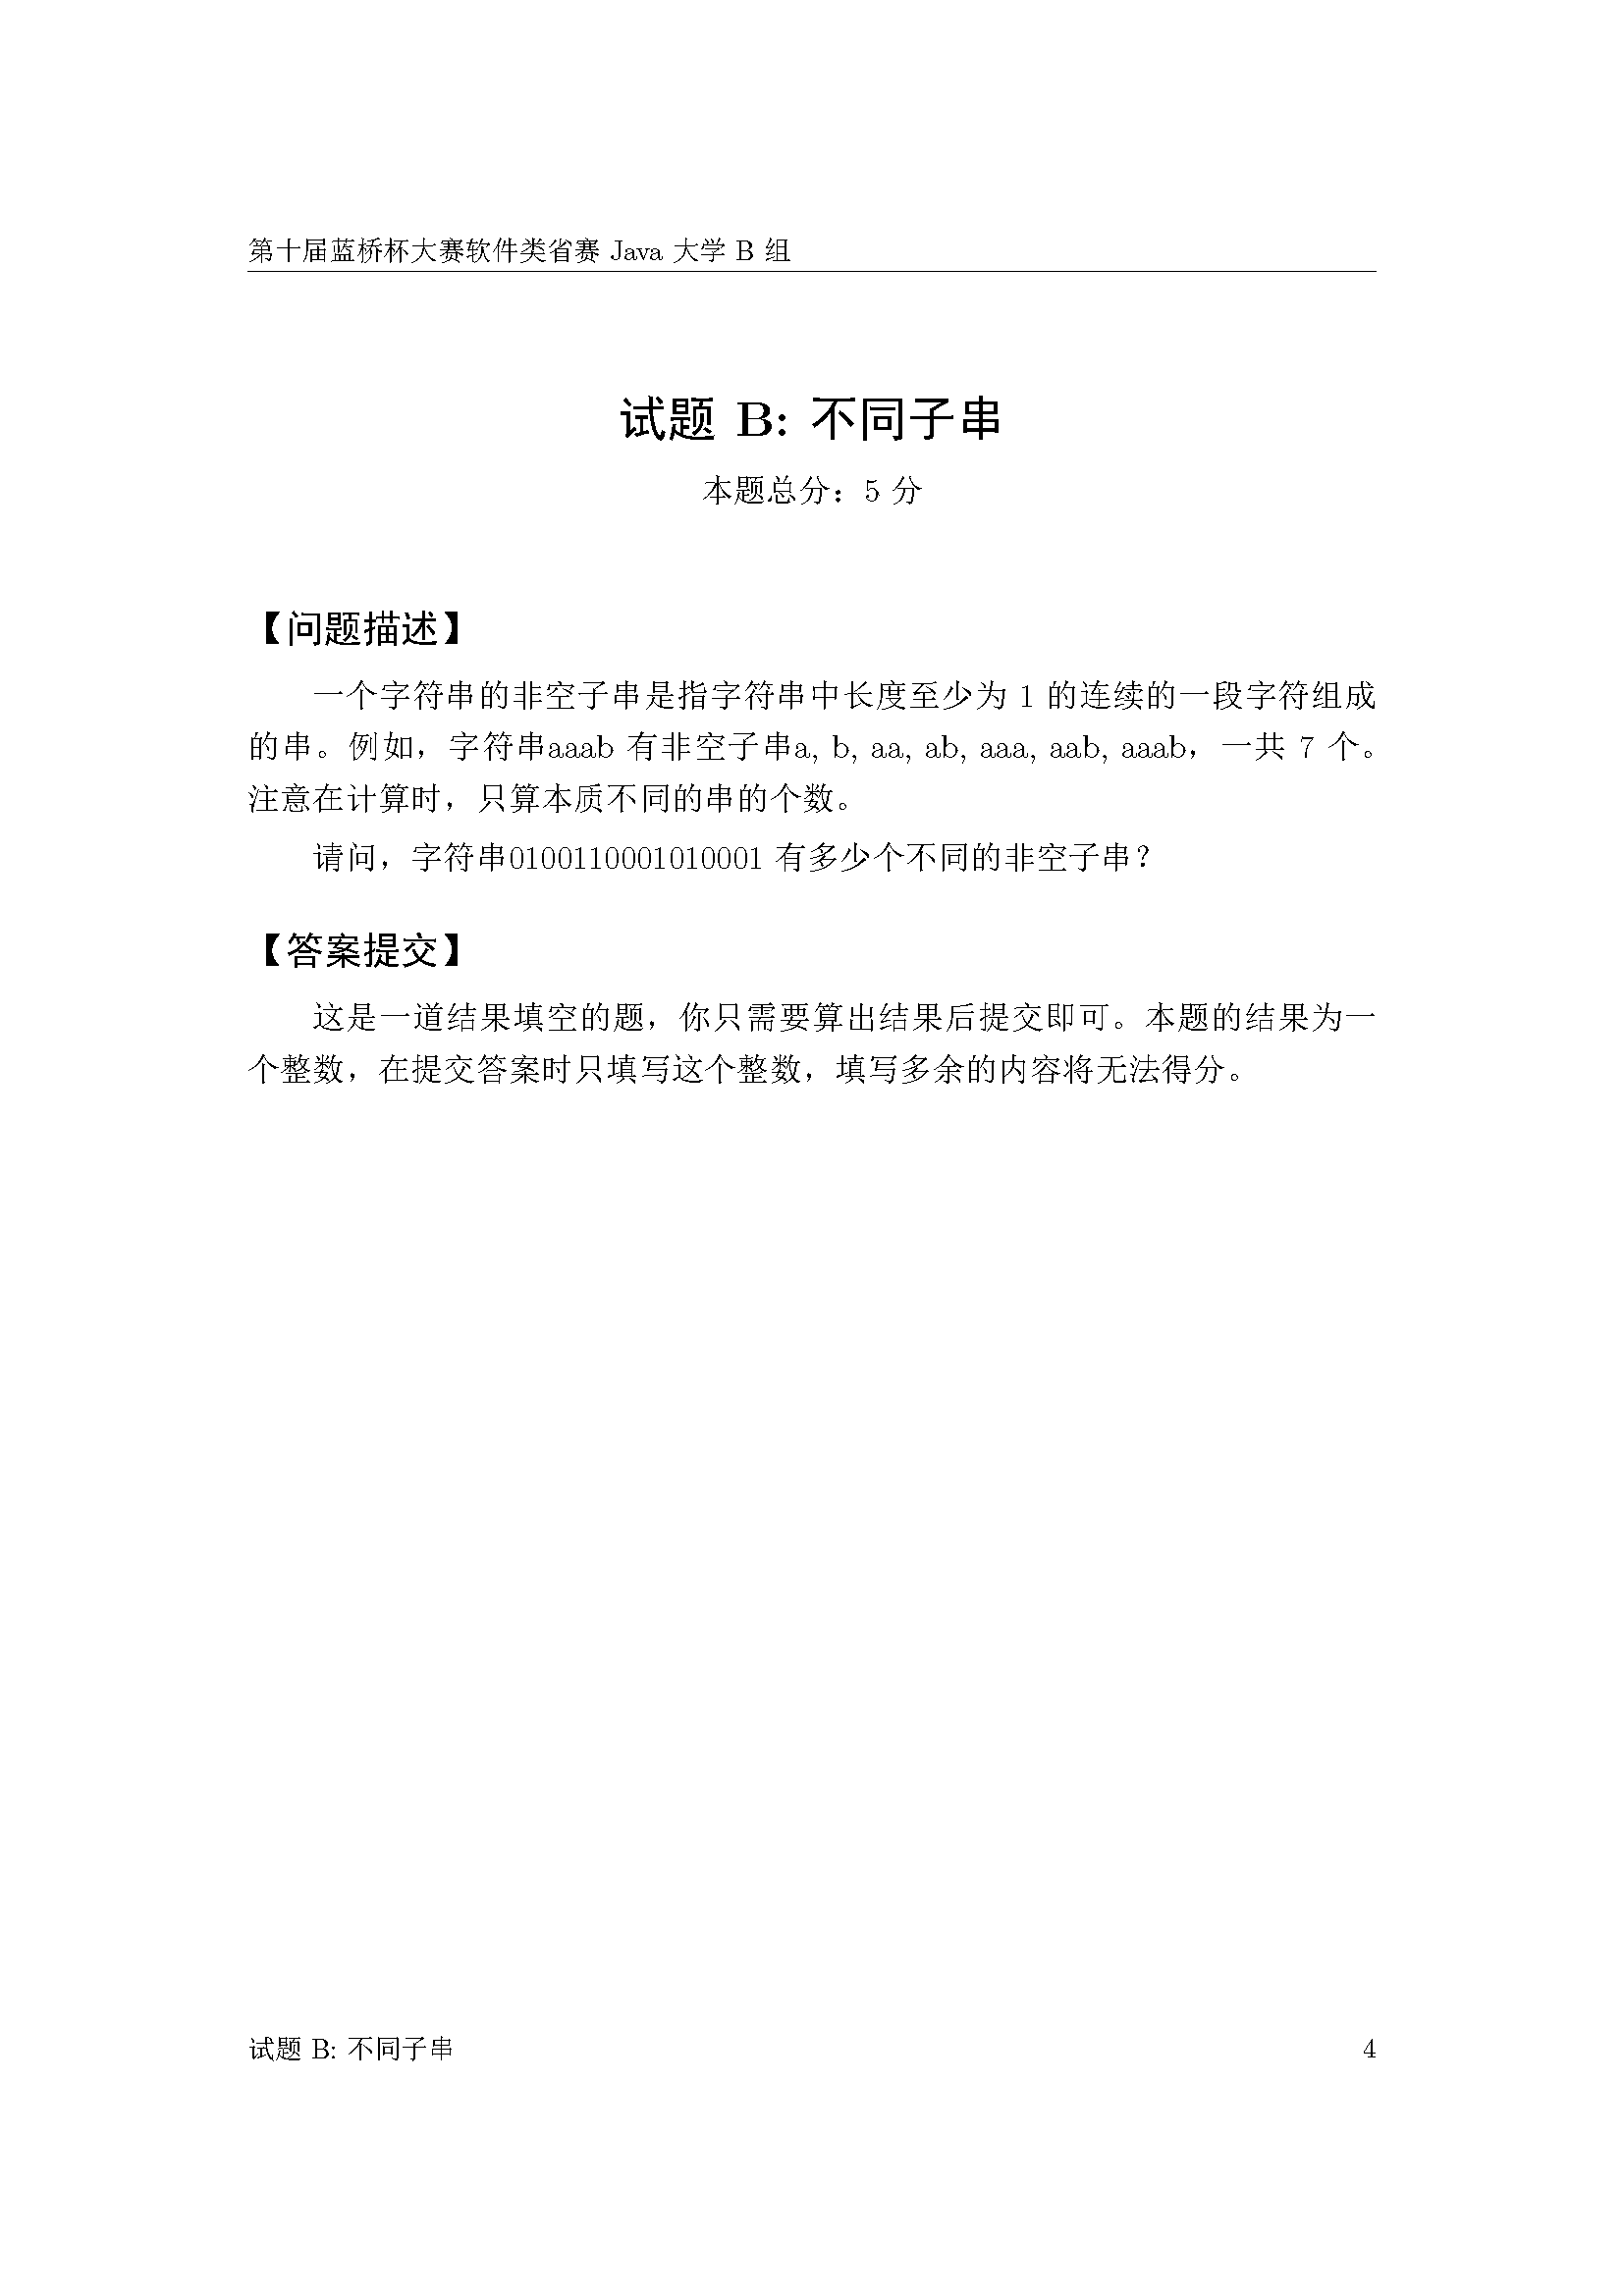 第十届蓝桥杯大赛软件类省赛 Java 大学 B 组
试题 B: 不同子串
本题总分：5 分
【问题描述】
一个字符串的非空子串是指字符串中长度至少为 1 的连续的一段字符组成
的串。例如，字符串aaab 有非空子串a, b, aa, ab, aaa, aab, aaab，一共 7 个。
注意在计算时，只算本质不同的串的个数。
请问，字符串0100110001010001 有多少个不同的非空子串？
【答案提交】
这是一道结果填空的题，你只需要算出结果后提交即可。本题的结果为一
个整数，在提交答案时只填写这个整数，填写多余的内容将无法得分。
试题 B: 不同子串 4